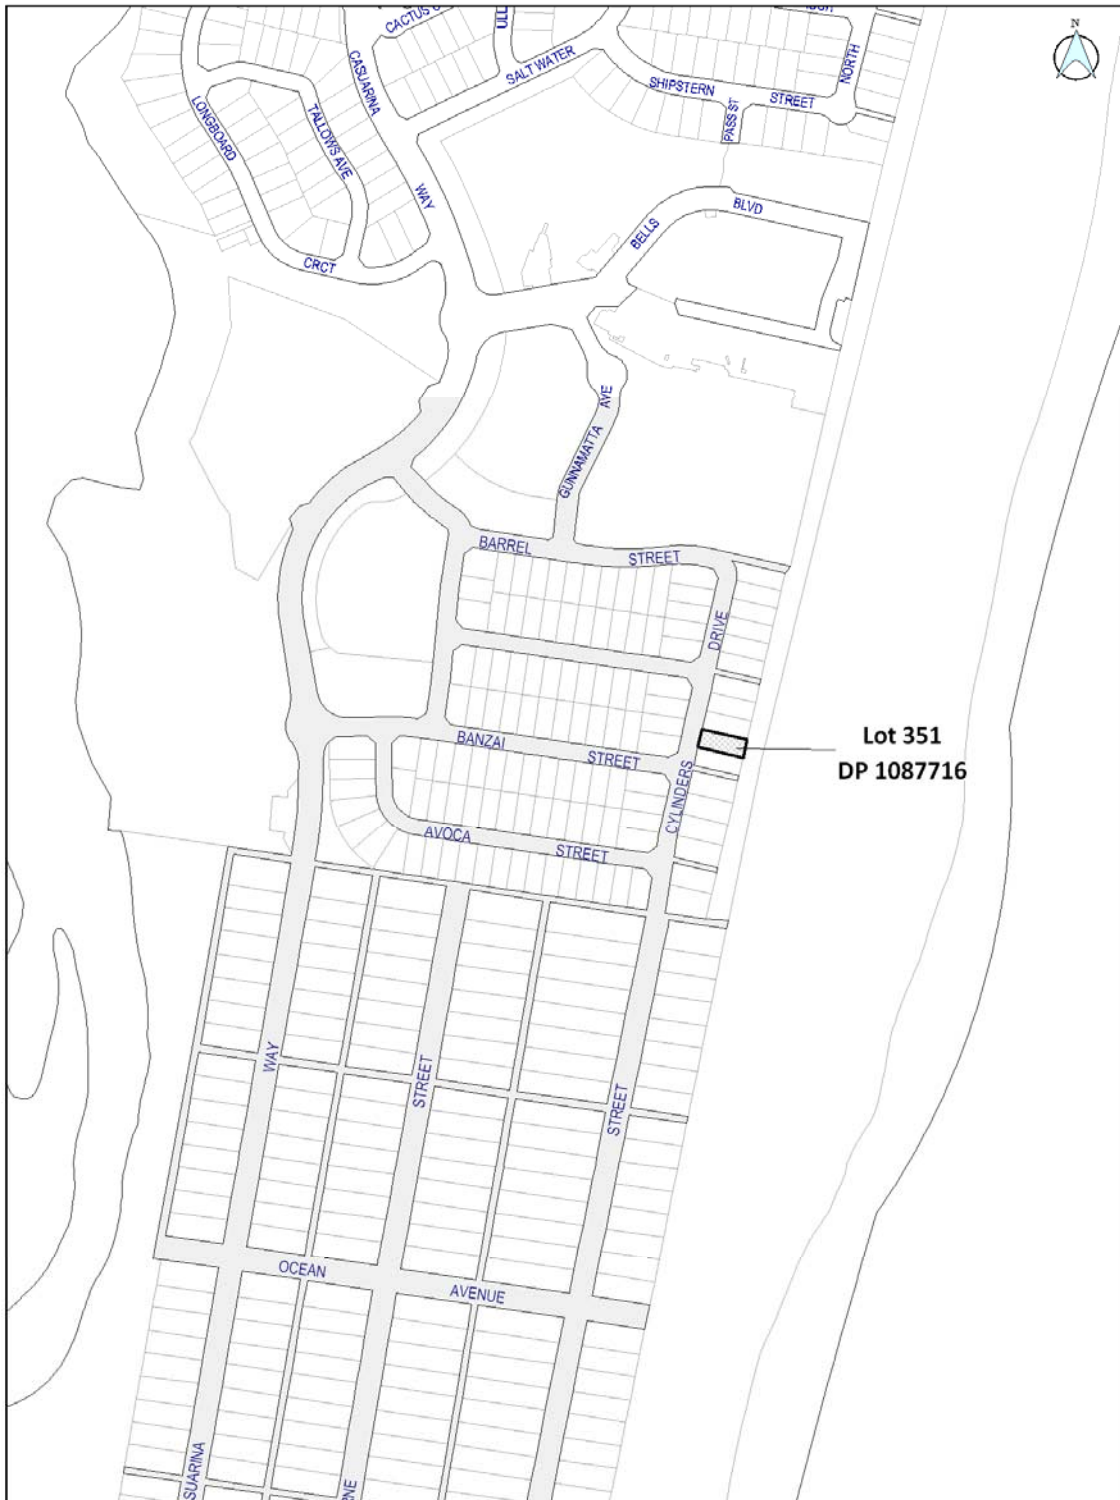 N
CACTUS
CASUARINA
SALT WATER
NORTH
SHIPSTERN
STREET
PASS ST
LONGBOARD
TALLOWS AVE
WAY
BLVD
BELLS
CRCT
AVE
GUNNAMATTA
BARREL
STREET
DRIVE
BANZAI
STREET
Lot 351
DP 1087716
CYLINDERS
AVOCA
STREET
WAY
STREET
STREET
OCEAN
AVENUE
SUARINA
RNE